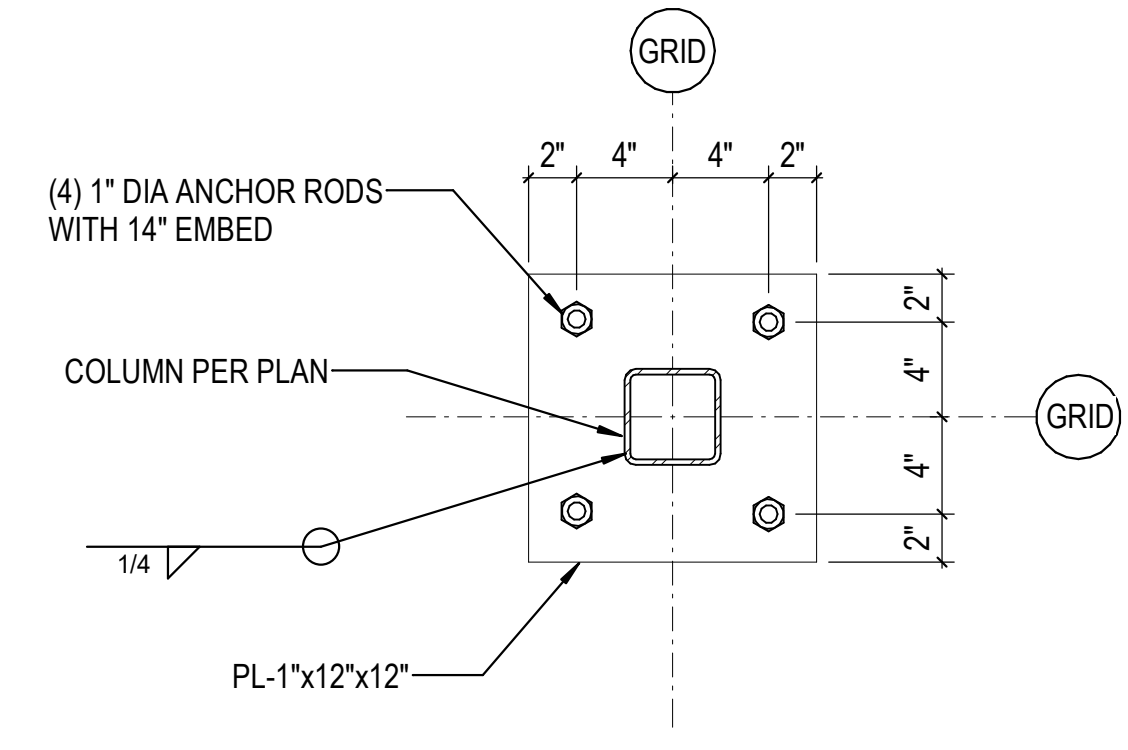 GRID
2" 4" 4" 2"
(4) 1" DIA ANCHOR RODS
WITH 14" EMBED
2"
4"
COLUMN PER PLAN
GRID
4"
2"
1/4
PL-1"x12"x12"